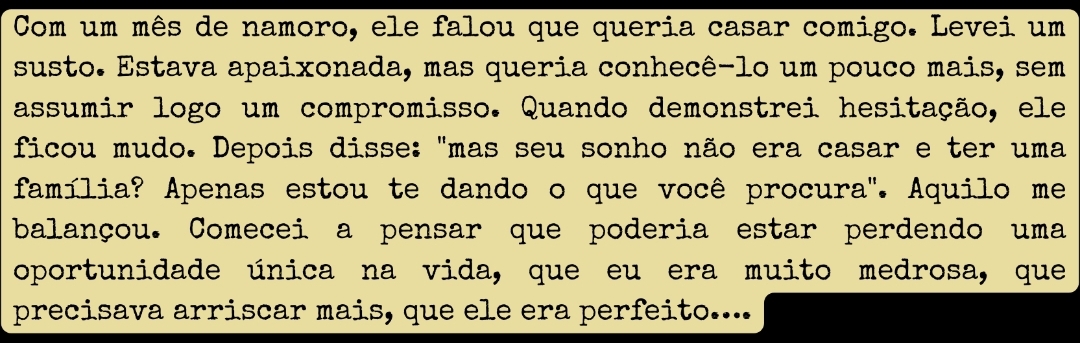 Com um mês de namoro, ele falou que queria casar comigo. Levei um
susto. Estava apaixonada, mas queria conhecê-lo um pouco mais, sem
assumir logo um compromisso. Quando demonstrei hesitação, ele
ficou mudo. Depois disse: "mas seu sonho não era casar e ter uma
família? Apenas estou te dando o que você procura". Aquilo me
balançou. Comecei a pensar que poderia estar perdendo uma
oportunidade única na vida, que eu era muito medrosa, que
precisava arriscar mais, que ele era perfeito....